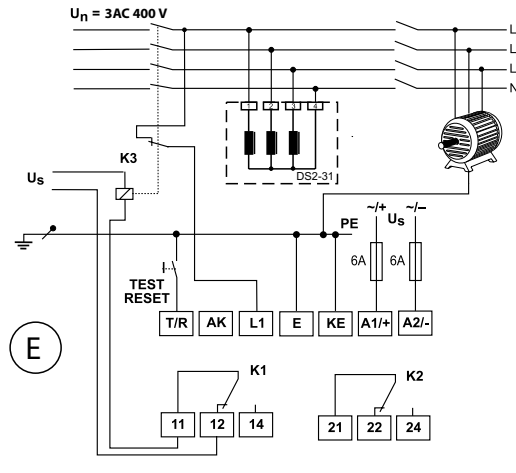 Un = 3AC 400 V
L
L
L
N
1 2 3 4
DS2-31
K3
Us
PE
~/+ Us ~/–
6A 6A
TEST
RESET
T/R AK L1 E KE A1/+ A2/-
E
K1
K2
11 12 14
21 22 24